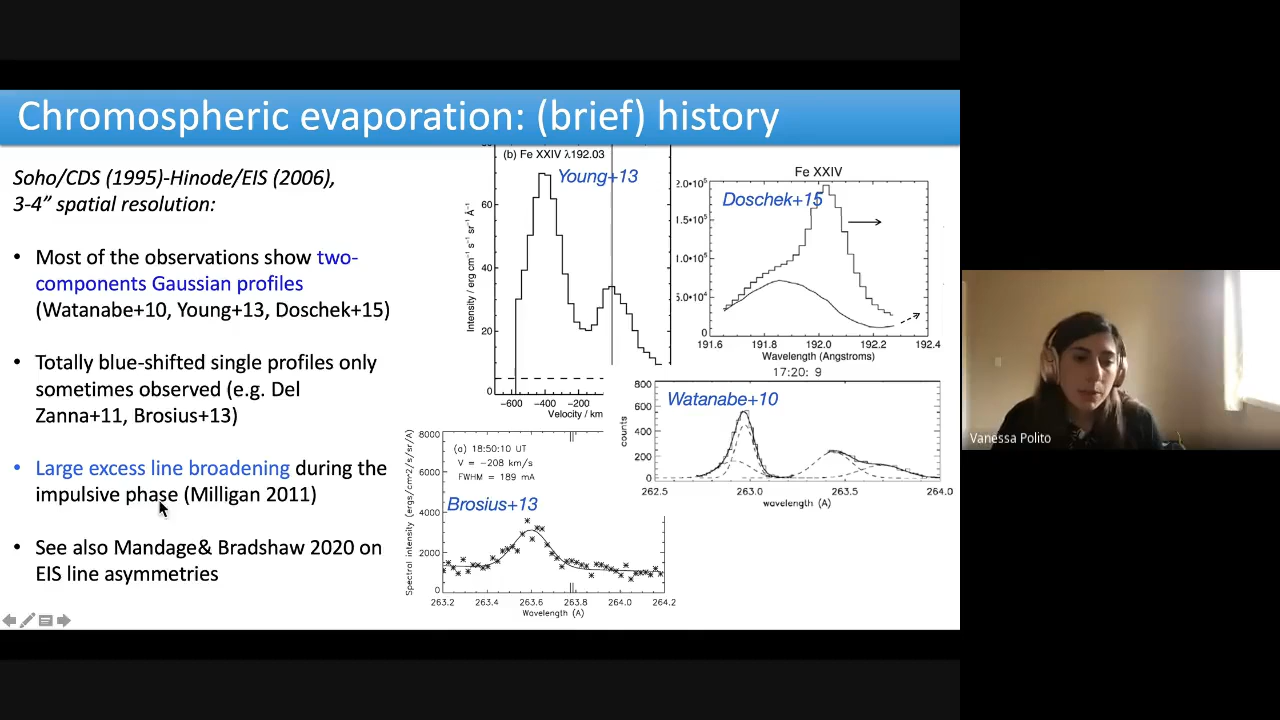 Chromospheric evaporation: (brief) history
Soho/CDS (1995)-Hinode/EIS (2006),
3-4” spatial resolution:
• Most of the observations show two-
components Gaussian profiles
(Watanabe+10, Young+13, Doschek+15)
• Totally blue-shifted single profiles only
sometimes observed (e.g. Del
Zanna+11, Brosius+13)
• Large excess line broadening during the
impulsive phase (Milligan 2011)
• See also Mandage& Bradshaw 2020 on
EIS line asymmetries
(b) Fe XXIV λ192.03
Young+13
Intensity / erg cm⁻² s⁻¹ sr⁻¹ Å⁻¹
60
40
20
0
−600 −400 −200
Velocity / km
Fe XXIV
Doschek+15
2.0•10⁵
1.5•10⁵
1.0•10⁵
5.0•10⁴
0
191.6 191.8 192.0 192.2 192.4
Wavelength (Angstroms)
17:20: 9
Watanabe+10
counts
800
600
400
200
0
262.5 263.0 263.5 264.0
wavelength (A)
(a) 18:50:10 UT
V = -208 km/s
FWHM = 189 mA
Brosius+13
Spectral intensity (ergs/cm2/s/sr/A)
8000
6000
4000
2000
0
263.2 263.4 263.6 263.8 264.0 264.2
Wavelength (A)
Vanessa Polito